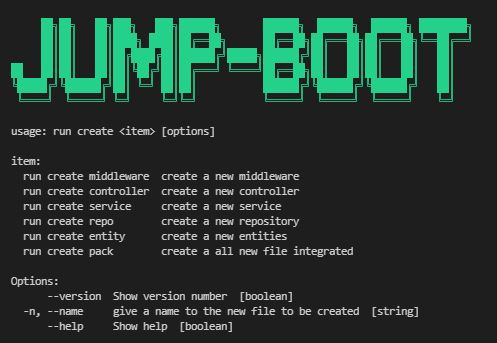 JUMP-BOOT
usage: run create <item> [options]
item:
run create middleware  create a new middleware
run create controller  create a new controller
run create service     create a new service
run create repo        create a new repository
run create entity      create a new entities
run create pack        create a all new file integrated
Options:
--version  Show version number  [boolean]
-n, --name     give a name to the new file to be created  [string]
--help     Show help  [boolean]